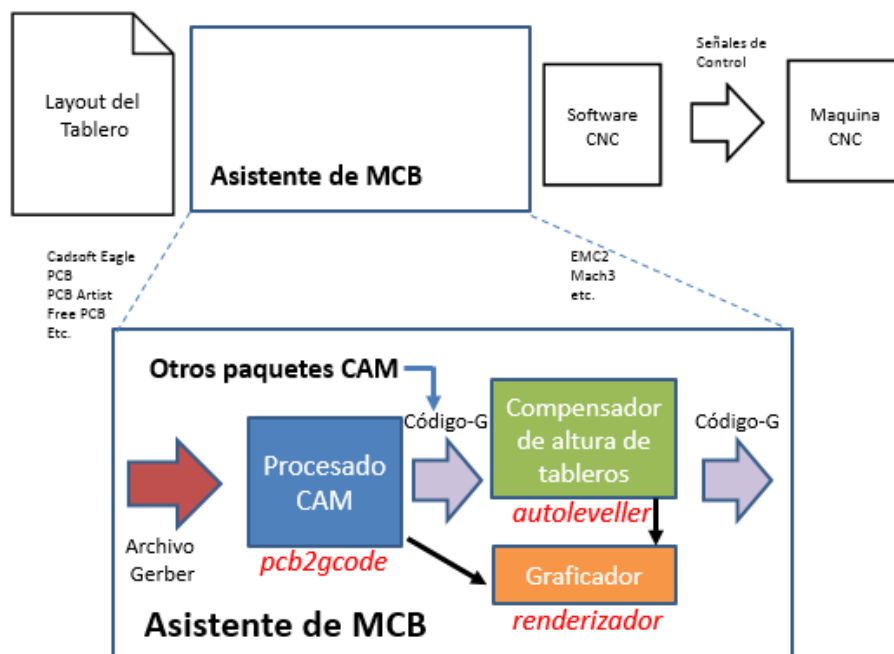 Layout del
Tablero
Asistente de MCB
Software
CNC
Señales de
Control
Maquina
CNC
Cadsoft Eagle
PCB
PCB Artist
Free PCB
Etc.
EMC2
Mach3
etc.
Otros paquetes CAM
Archivo
Gerber
Procesado
CAM
pcb2gcode
Código-G
Compensador
de altura de
tableros
autoleveller
Código-G
Graficador
renderizador
Asistente de MCB